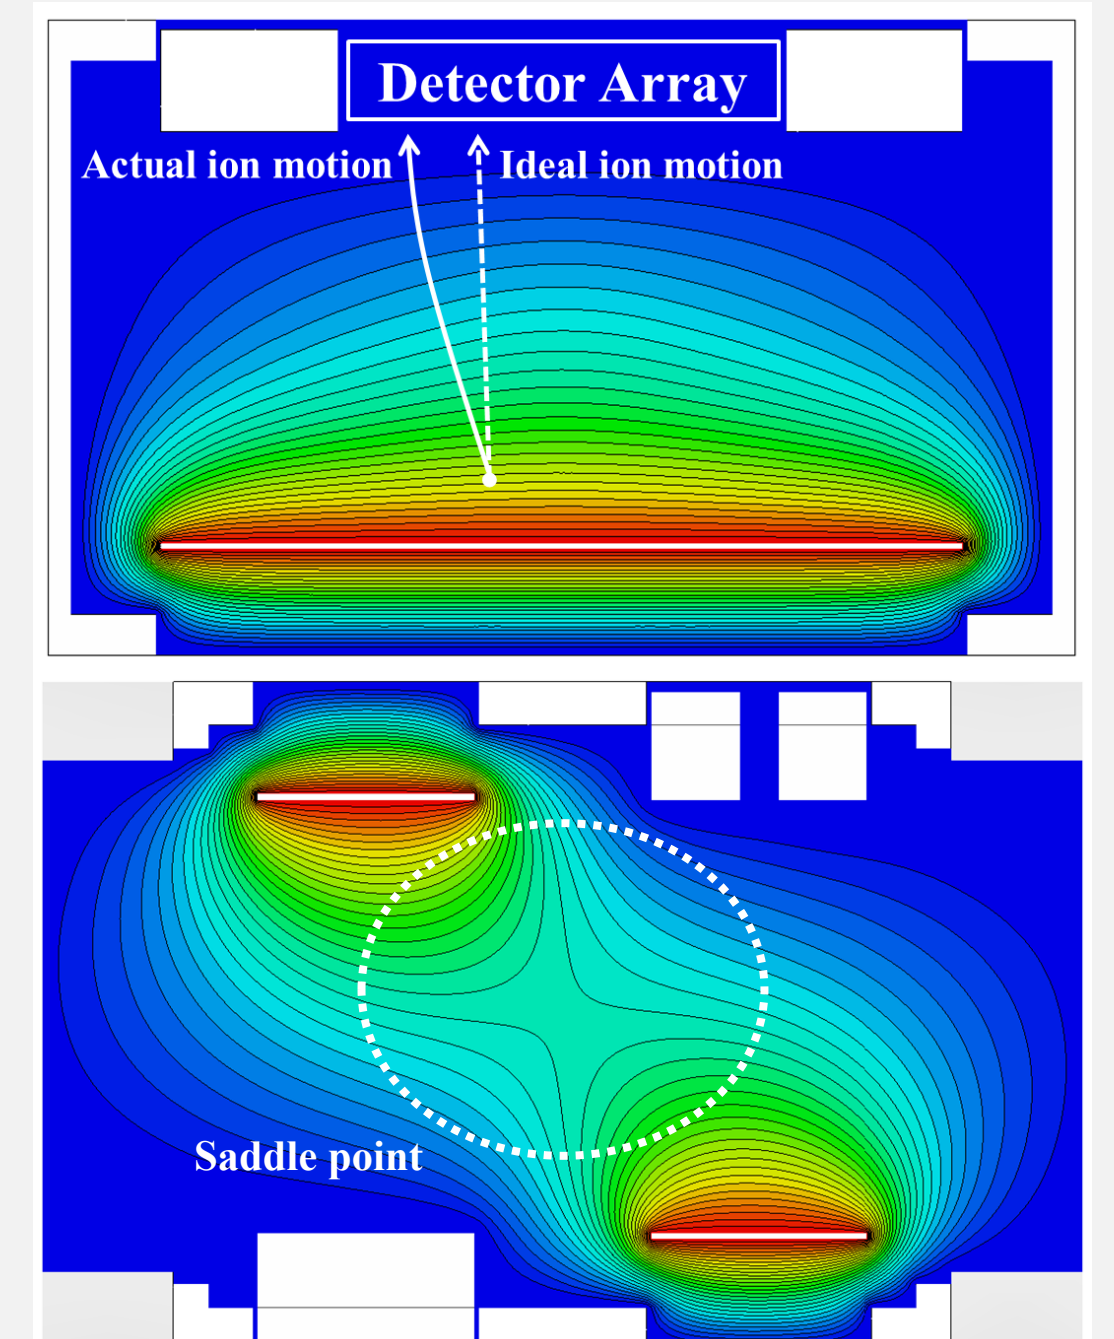 Detector Array
Actual ion motion
Ideal ion motion
Saddle point